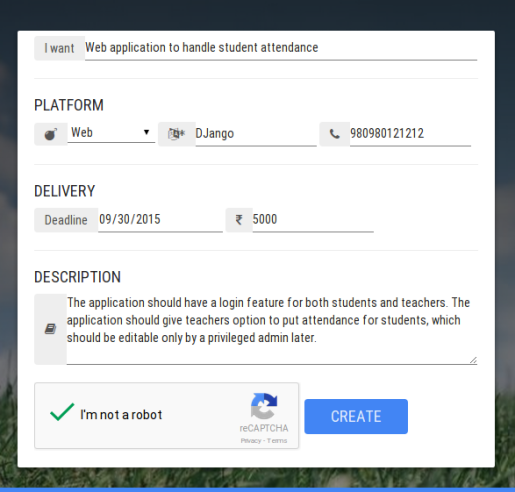 I want Web application to handle student attendance
PLATFORM
Web DJango 980980121212
DELIVERY
Deadline 09/30/2015 ₹ 5000
DESCRIPTION
The application should have a login feature for both students and teachers. The
application should give teachers option to put attendance for students, which
should be editable only by a privileged admin later.
I'm not a robot
reCAPTCHA
Privacy - Terms
CREATE